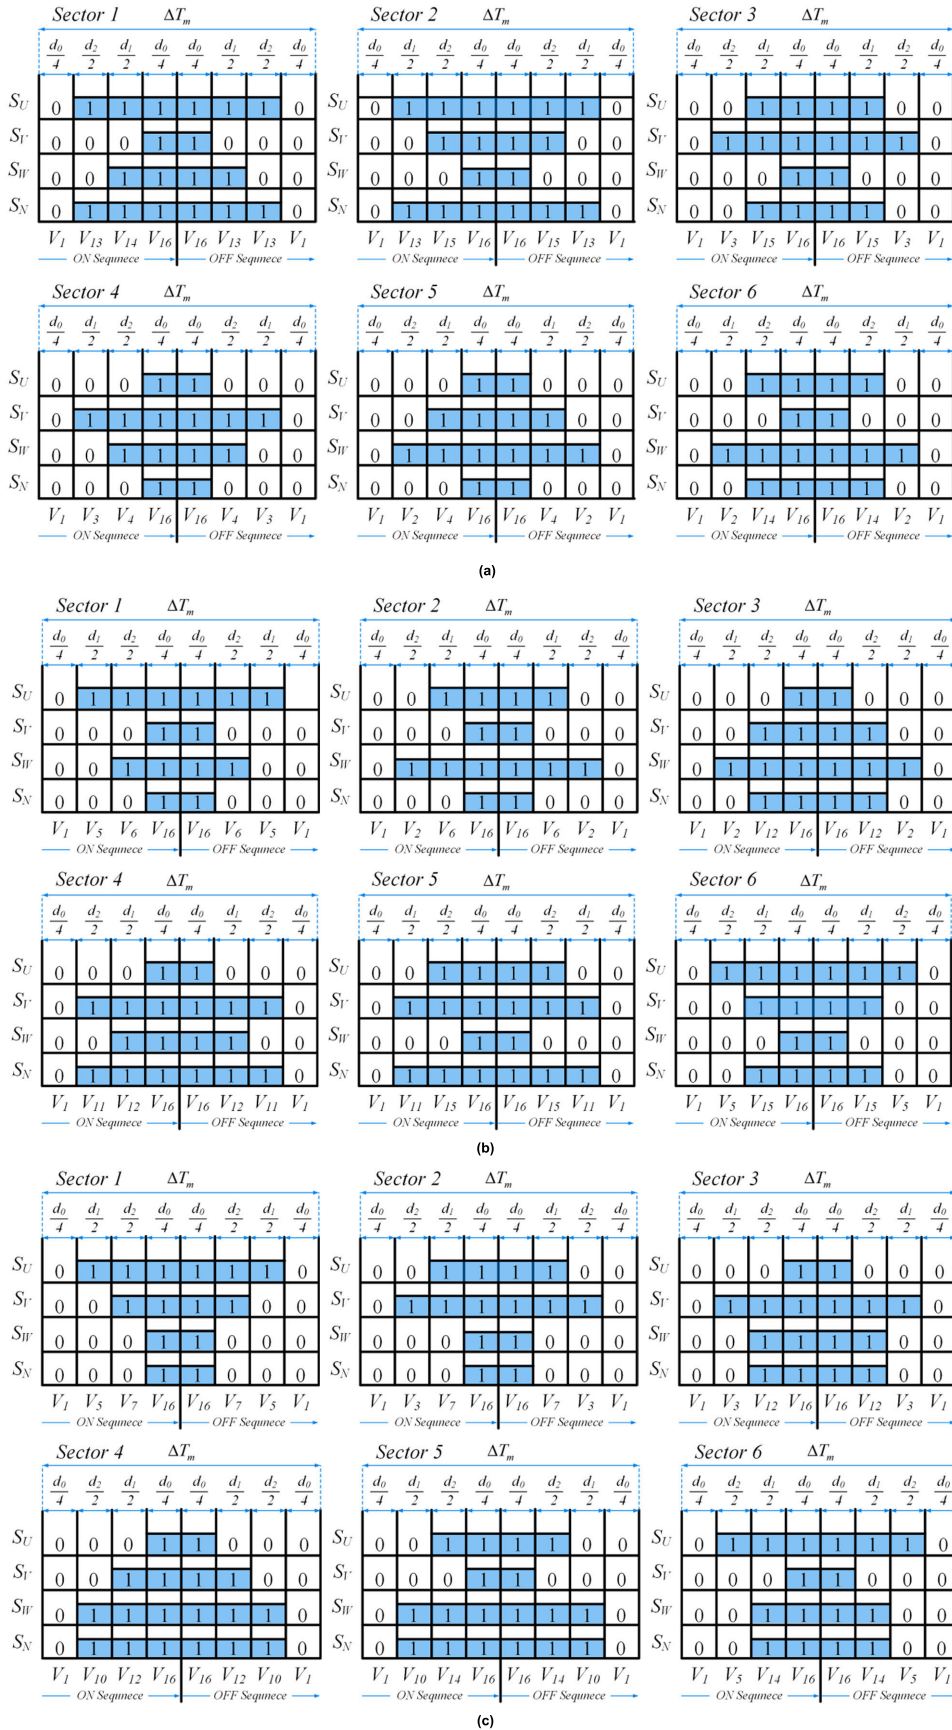 Sector 1 ΔTm
d0/4 d2/2 d1/2 d0/4 d0/4 d1/2 d2/2 d0/4
SU 0 1 1 1 1 1 1 0
SV 0 0 0 1 1 0 0 0
SW 0 0 1 1 1 1 0 0
SN 0 1 1 1 1 1 1 0
V1 V13 V14 V16 V16 V13 V13 V1
ON Sequnece OFF Sequnece
Sector 2 ΔTm
d0/4 d1/2 d2/2 d0/4 d0/4 d2/2 d1/2 d0/4
SU 0 1 1 1 1 1 1 0
SV 0 0 1 1 1 1 0 0
SW 0 0 0 1 1 0 0 0
SN 0 1 1 1 1 1 1 0
V1 V13 V15 V16 V16 V15 V13 V1
ON Sequnece OFF Sequnece
Sector 3 ΔTm
d0/4 d2/2 d1/2 d0/4 d0/4 d1/2 d2/2 d0/4
SU 0 0 1 1 1 1 0 0
SV 0 1 1 1 1 1 1 0
SW 0 0 0 1 1 0 0 0
SN 0 0 1 1 1 1 0 0
V1 V3 V15 V16 V16 V15 V3 V1
ON Sequnece OFF Sequnece
Sector 4 ΔTm
d0/4 d1/2 d2/2 d0/4 d0/4 d2/2 d1/2 d0/4
SU 0 0 0 1 1 0 0 0
SV 0 1 1 1 1 1 1 0
SW 0 0 1 1 1 1 0 0
SN 0 0 0 1 1 0 0 0
V1 V3 V4 V16 V16 V4 V3 V1
ON Sequnece OFF Sequnece
Sector 5 ΔTm
d0/4 d2/2 d1/2 d0/4 d0/4 d1/2 d2/2 d0/4
SU 0 0 0 1 1 0 0 0
SV 0 0 1 1 1 1 0 0
SW 0 1 1 1 1 1 1 0
SN 0 0 0 1 1 0 0 0
V1 V2 V4 V16 V16 V4 V2 V1
ON Sequnece OFF Sequnece
Sector 6 ΔTm
d0/4 d1/2 d2/2 d0/4 d0/4 d2/2 d1/2 d0/4
SU 0 0 1 1 1 1 0 0
SV 0 0 0 1 1 0 0 0
SW 0 1 1 1 1 1 1 0
SN 0 0 1 1 1 1 0 0
V1 V2 V14 V16 V16 V14 V2 V1
ON Sequnece OFF Sequnece
(a)
Sector 1 ΔTm
d0/4 d1/2 d2/2 d0/4 d0/4 d2/2 d1/2 d0/4
SU 0 1 1 1 1 1 1
SV 0 0 0 1 1 0 0 0
SW 0 0 1 1 1 1 0 0
SN 0 0 0 1 1 0 0 0
V1 V5 V6 V16 V16 V6 V5 V1
ON Sequnece OFF Sequnece
Sector 2 ΔTm
d0/4 d2/2 d1/2 d0/4 d0/4 d1/2 d2/2 d0/4
SU 0 0 1 1 1 1 0 0
SV 0 0 0 1 1 0 0 0
SW 0 1 1 1 1 1 1 0
SN 0 0 0 1 1 0 0 0
V1 V2 V6 V16 V16 V6 V2 V1
ON Sequnece OFF Sequnece
Sector 3 ΔTm
d0/4 d1/2 d2/2 d0/4 d0/4 d2/2 d1/2 d0/4
SU 0 0 0 1 1 0 0 0
SV 0 0 1 1 1 1 0 0
SW 0 1 1 1 1 1 1 0
SN 0 0 1 1 1 1 0 0
V1 V2 V12 V16 V16 V12 V2 V1
ON Sequnece OFF Sequnece
Sector 4 ΔTm
d0/4 d2/2 d1/2 d0/4 d0/4 d1/2 d2/2 d0/4
SU 0 0 0 1 1 0 0 0
SV 0 1 1 1 1 1 1 0
SW 0 0 1 1 1 1 0 0
SN 0 1 1 1 1 1 1 0
V1 V11 V12 V16 V16 V12 V11 V1
ON Sequnece OFF Sequnece
Sector 5 ΔTm
d0/4 d1/2 d2/2 d0/4 d0/4 d2/2 d1/2 d0/4
SU 0 0 1 1 1 1 0 0
SV 0 1 1 1 1 1 1 0
SW 0 0 0 1 1 0 0 0
SN 0 1 1 1 1 1 1 0
V1 V11 V15 V16 V16 V15 V11 V1
ON Sequnece OFF Sequnece
Sector 6 ΔTm
d0/4 d2/2 d1/2 d0/4 d0/4 d1/2 d2/2 d0/4
SU 0 1 1 1 1 1 1 0
SV 0 0 1 1 1 1 0 0
SW 0 0 0 1 1 0 0 0
SN 0 0 1 1 1 1 0 0
V1 V5 V15 V16 V16 V15 V5 V1
ON Sequnece OFF Sequnece
(b)
Sector 1 ΔTm
d0/4 d1/2 d2/2 d0/4 d0/4 d2/2 d1/2 d0/4
SU 0 1 1 1 1 1 1 0
SV 0 0 1 1 1 1 0 0
SW 0 0 0 1 1 0 0 0
SN 0 0 0 1 1 0 0 0
V1 V5 V7 V16 V16 V7 V5 V1
ON Sequnece OFF Sequnece
Sector 2 ΔTm
d0/4 d2/2 d1/2 d0/4 d0/4 d1/2 d2/2 d0/4
SU 0 0 1 1 1 1 0 0
SV 0 1 1 1 1 1 1 0
SW 0 0 0 1 1 0 0 0
SN 0 0 0 1 1 0 0 0
V1 V3 V7 V16 V16 V7 V3 V1
ON Sequnece OFF Sequnece
Sector 3 ΔTm
d0/4 d1/2 d2/2 d0/4 d0/4 d2/2 d1/2 d0/4
SU 0 0 0 1 1 0 0 0
SV 0 1 1 1 1 1 1 0
SW 0 0 1 1 1 1 0 0
SN 0 0 1 1 1 1 0 0
V1 V3 V12 V16 V16 V12 V3 V1
ON Sequnece OFF Sequnece
Sector 4 ΔTm
d0/4 d2/2 d1/2 d0/4 d0/4 d1/2 d2/2 d0/4
SU 0 0 0 1 1 0 0 0
SV 0 0 1 1 1 1 0 0
SW 0 1 1 1 1 1 1 0
SN 0 1 1 1 1 1 1 0
V1 V10 V12 V16 V16 V12 V10 V1
ON Sequnece OFF Sequnece
Sector 5 ΔTm
d0/4 d1/2 d2/2 d0/4 d0/4 d2/2 d1/2 d0/4
SU 0 0 1 1 1 1 0 0
SV 0 0 0 1 1 0 0 0
SW 0 1 1 1 1 1 1 0
SN 0 1 1 1 1 1 1 0
V1 V10 V14 V16 V16 V14 V10 V1
ON Sequnece OFF Sequnece
Sector 6 ΔTm
d0/4 d2/2 d1/2 d0/4 d0/4 d1/2 d2/2 d0/4
SU 0 1 1 1 1 1 1 0
SV 0 0 0 1 1 0 0 0
SW 0 0 1 1 1 1 0 0
SN 0 0 1 1 1 1 0 0
V1 V5 V14 V16 V16 V14 V5 V1
ON Sequnece OFF Sequnece
(c)